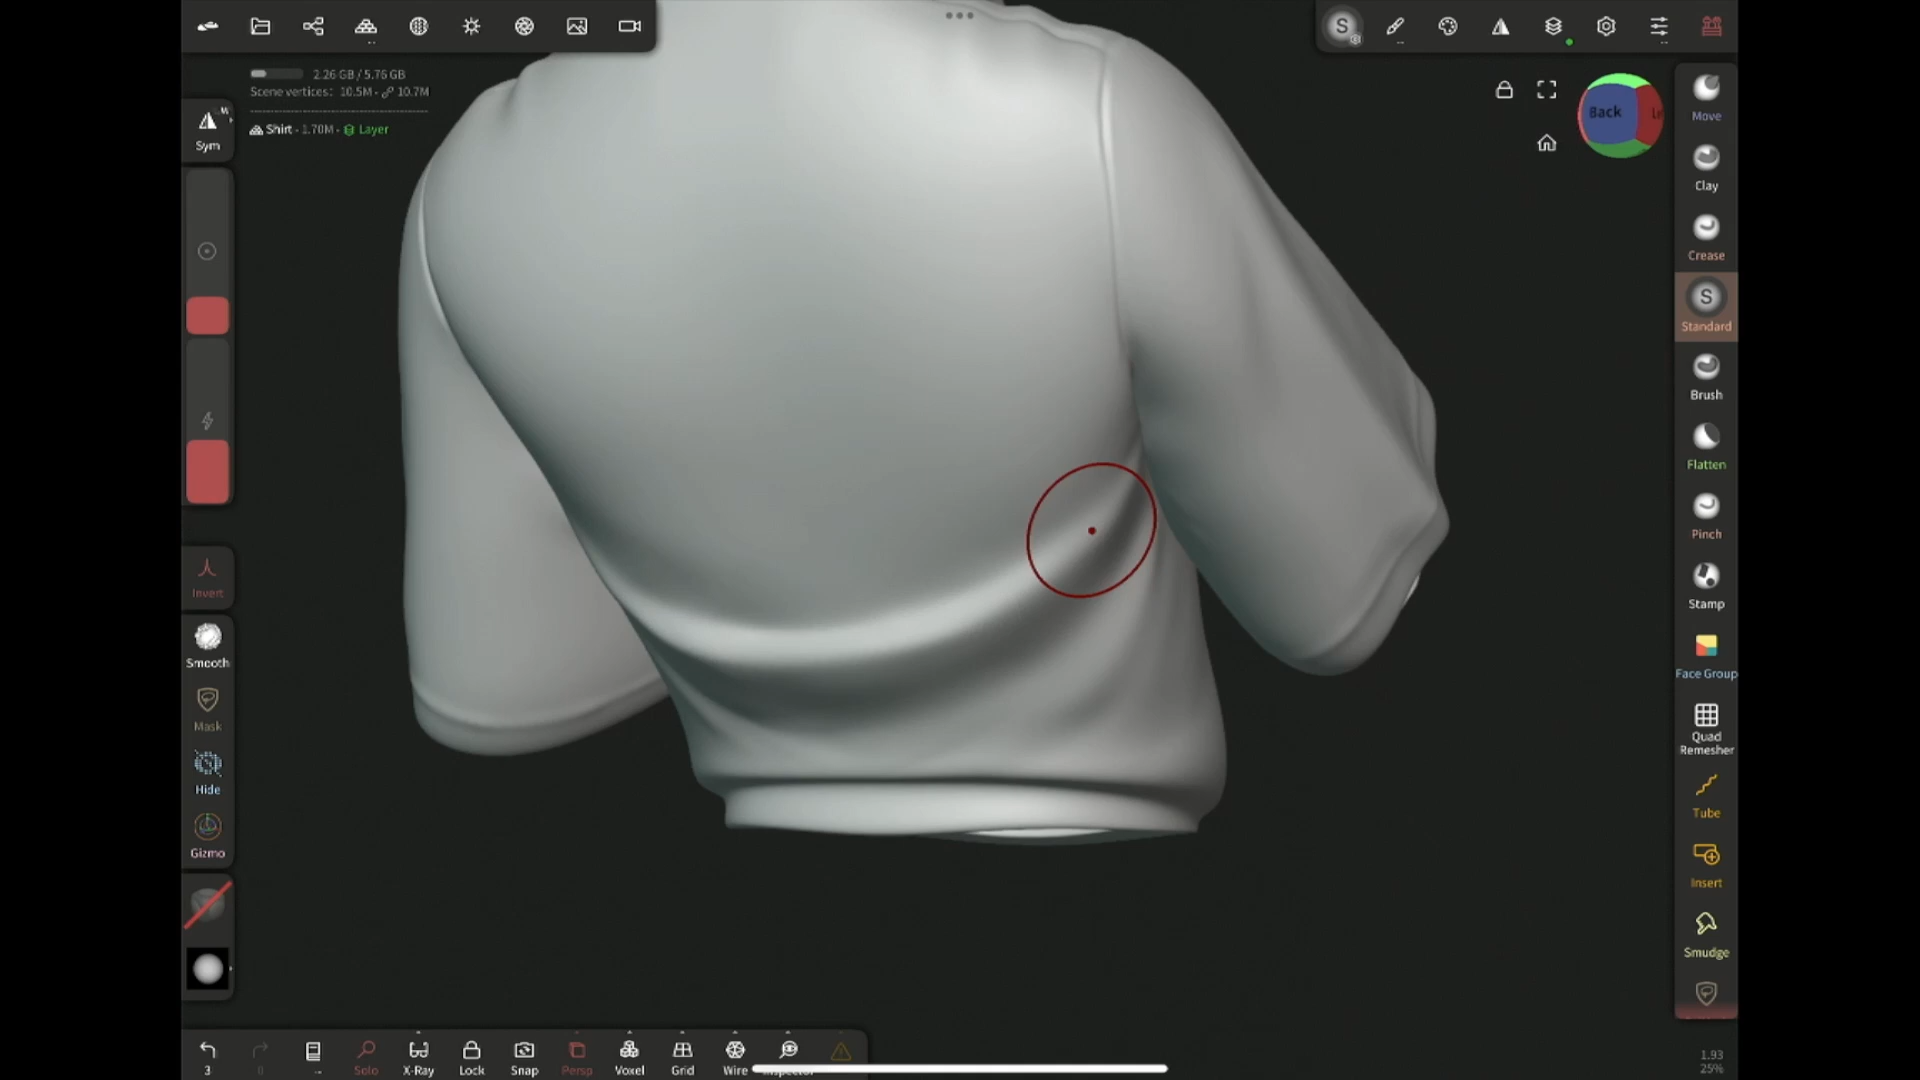 2.26 GB / 5.76 GB
Scene vertices: 10.5M - 10.7M
Shirt - 1.70M - Layer
S
Back
Sym
Invert
Smooth
Mask
Hide
Gizmo
Move
Clay
Crease
S
Standard
Brush
Flatten
Pinch
Stamp
Face Group
Quad
Remesher
Tube
Insert
Smudge
3
0
Solo
X-Ray
Lock
Snap
Persp
Voxel
Grid
Wire
1.93
25%